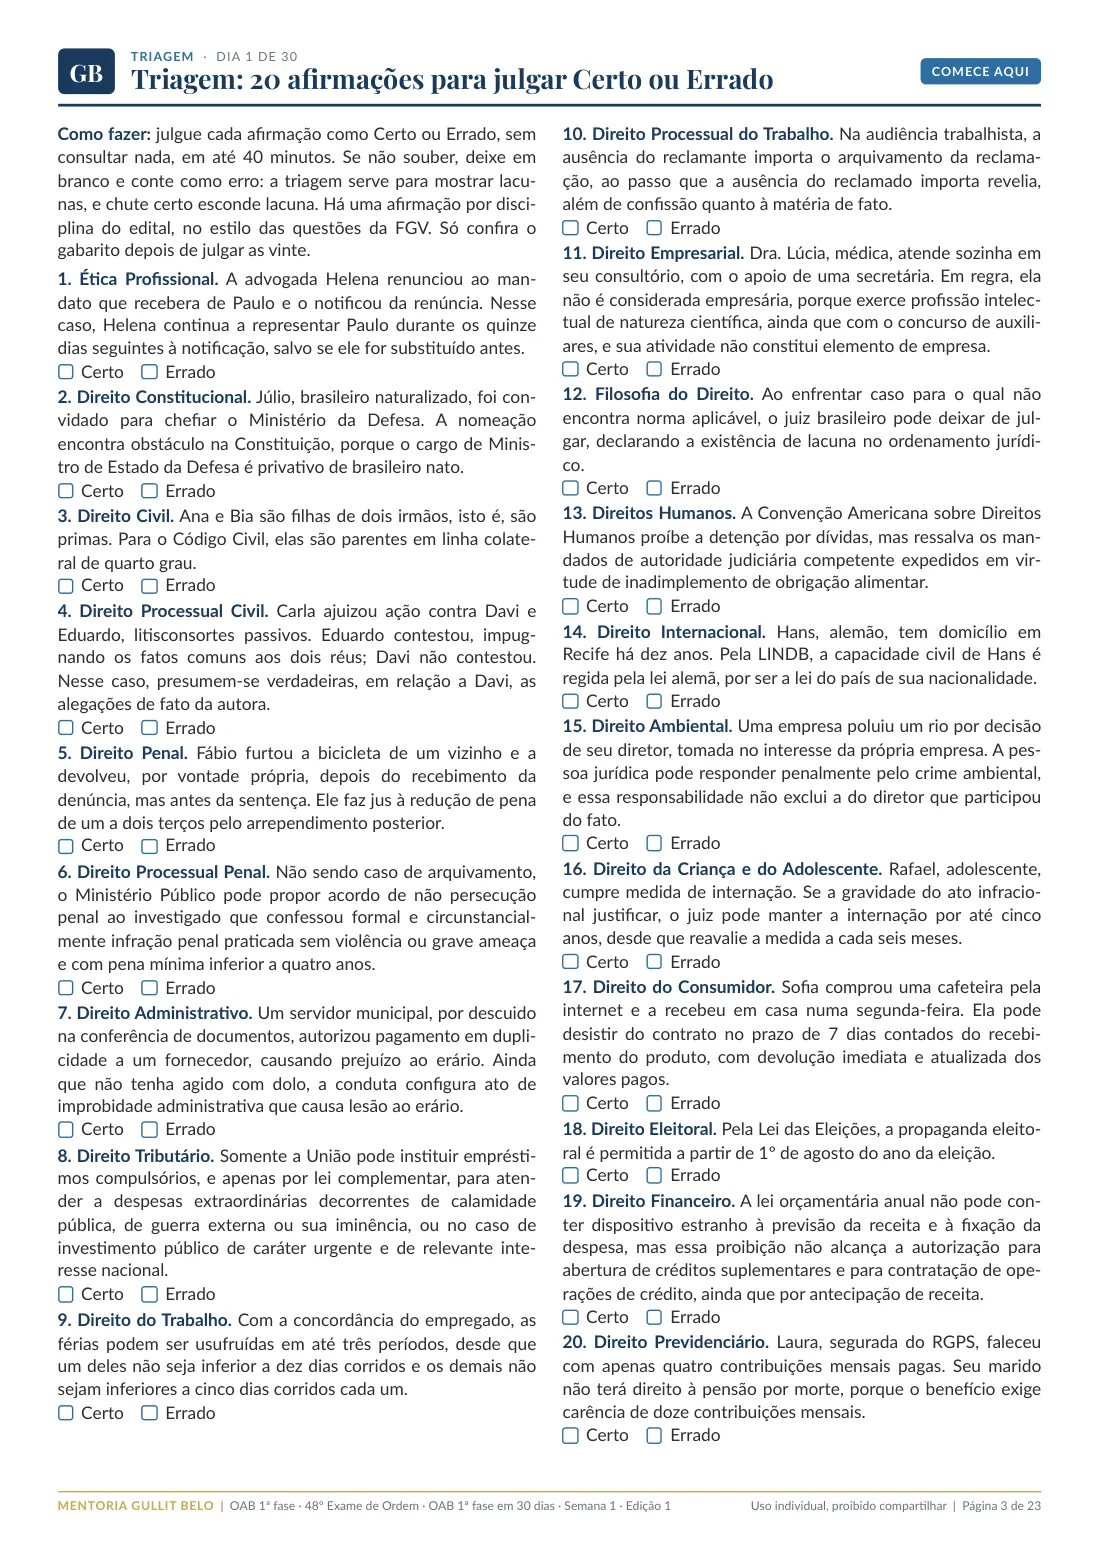 GB
TRIAGEM · DIA 1 DE 30
Triagem: 20 afirmações para julgar Certo ou Errado
COMECE AQUI
Como fazer: julgue cada afirmação como Certo ou Errado, sem
consultar nada, em até 40 minutos. Se não souber, deixe em
branco e conte como erro: a triagem serve para mostrar lacu-
nas, e chute certo esconde lacuna. Há uma afirmação por disci-
plina do edital, no estilo das questões da FGV. Só confira o
gabarito depois de julgar as vinte.
1. Ética Profissional. A advogada Helena renunciou ao man-
dato que recebera de Paulo e o notificou da renúncia. Nesse
caso, Helena continua a representar Paulo durante os quinze
dias seguintes à notificação, salvo se ele for substituído antes.
Certo Errado
2. Direito Constitucional. Júlio, brasileiro naturalizado, foi con-
vidado para chefiar o Ministério da Defesa. A nomeação
encontra obstáculo na Constituição, porque o cargo de Minis-
tro de Estado da Defesa é privativo de brasileiro nato.
Certo Errado
3. Direito Civil. Ana e Bia são filhas de dois irmãos, isto é, são
primas. Para o Código Civil, elas são parentes em linha colate-
ral de quarto grau.
Certo Errado
4. Direito Processual Civil. Carla ajuizou ação contra Davi e
Eduardo, litisconsortes passivos. Eduardo contestou, impug-
nando os fatos comuns aos dois réus; Davi não contestou.
Nesse caso, presumem-se verdadeiras, em relação a Davi, as
alegações de fato da autora.
Certo Errado
5. Direito Penal. Fábio furtou a bicicleta de um vizinho e a
devolveu, por vontade própria, depois do recebimento da
denúncia, mas antes da sentença. Ele faz jus à redução de pena
de um a dois terços pelo arrependimento posterior.
Certo Errado
6. Direito Processual Penal. Não sendo caso de arquivamento,
o Ministério Público pode propor acordo de não persecução
penal ao investigado que confessou formal e circunstancial-
mente infração penal praticada sem violência ou grave ameaça
e com pena mínima inferior a quatro anos.
Certo Errado
7. Direito Administrativo. Um servidor municipal, por descuido
na conferência de documentos, autorizou pagamento em dupli-
cidade a um fornecedor, causando prejuízo ao erário. Ainda
que não tenha agido com dolo, a conduta configura ato de
improbidade administrativa que causa lesão ao erário.
Certo Errado
8. Direito Tributário. Somente a União pode instituir emprésti-
mos compulsórios, e apenas por lei complementar, para aten-
der a despesas extraordinárias decorrentes de calamidade
pública, de guerra externa ou sua iminência, ou no caso de
investimento público de caráter urgente e de relevante inte-
resse nacional.
Certo Errado
9. Direito do Trabalho. Com a concordância do empregado, as
férias podem ser usufruídas em até três períodos, desde que
um deles não seja inferior a dez dias corridos e os demais não
sejam inferiores a cinco dias corridos cada um.
Certo Errado
10. Direito Processual do Trabalho. Na audiência trabalhista, a
ausência do reclamante importa o arquivamento da reclama-
ção, ao passo que a ausência do reclamado importa revelia,
além de confissão quanto à matéria de fato.
Certo Errado
11. Direito Empresarial. Dra. Lúcia, médica, atende sozinha em
seu consultório, com o apoio de uma secretária. Em regra, ela
não é considerada empresária, porque exerce profissão intelec-
tual de natureza científica, ainda que com o concurso de auxili-
ares, e sua atividade não constitui elemento de empresa.
Certo Errado
12. Filosofia do Direito. Ao enfrentar caso para o qual não
encontra norma aplicável, o juiz brasileiro pode deixar de jul-
gar, declarando a existência de lacuna no ordenamento jurídi-
co.
Certo Errado
13. Direitos Humanos. A Convenção Americana sobre Direitos
Humanos proíbe a detenção por dívidas, mas ressalva os man-
dados de autoridade judiciária competente expedidos em vir-
tude de inadimplemento de obrigação alimentar.
Certo Errado
14. Direito Internacional. Hans, alemão, tem domicílio em
Recife há dez anos. Pela LINDB, a capacidade civil de Hans é
regida pela lei alemã, por ser a lei do país de sua nacionalidade.
Certo Errado
15. Direito Ambiental. Uma empresa poluiu um rio por decisão
de seu diretor, tomada no interesse da própria empresa. A pes-
soa jurídica pode responder penalmente pelo crime ambiental,
e essa responsabilidade não exclui a do diretor que participou
do fato.
Certo Errado
16. Direito da Criança e do Adolescente. Rafael, adolescente,
cumpre medida de internação. Se a gravidade do ato infracio-
nal justificar, o juiz pode manter a internação por até cinco
anos, desde que reavalie a medida a cada seis meses.
Certo Errado
17. Direito do Consumidor. Sofia comprou uma cafeteira pela
internet e a recebeu em casa numa segunda-feira. Ela pode
desistir do contrato no prazo de 7 dias contados do recebi-
mento do produto, com devolução imediata e atualizada dos
valores pagos.
Certo Errado
18. Direito Eleitoral. Pela Lei das Eleições, a propaganda eleito-
ral é permitida a partir de 1º de agosto do ano da eleição.
Certo Errado
19. Direito Financeiro. A lei orçamentária anual não pode con-
ter dispositivo estranho à previsão da receita e à fixação da
despesa, mas essa proibição não alcança a autorização para
abertura de créditos suplementares e para contratação de ope-
rações de crédito, ainda que por antecipação de receita.
Certo Errado
20. Direito Previdenciário. Laura, segurada do RGPS, faleceu
com apenas quatro contribuições mensais pagas. Seu marido
não terá direito à pensão por morte, porque o benefício exige
carência de doze contribuições mensais.
Certo Errado
MENTORIA GULLIT BELO | OAB 1ª fase · 48º Exame de Ordem · OAB 1ª fase em 30 dias · Semana 1 · Edição 1
Uso individual, proibido compartilhar | Página 3 de 23